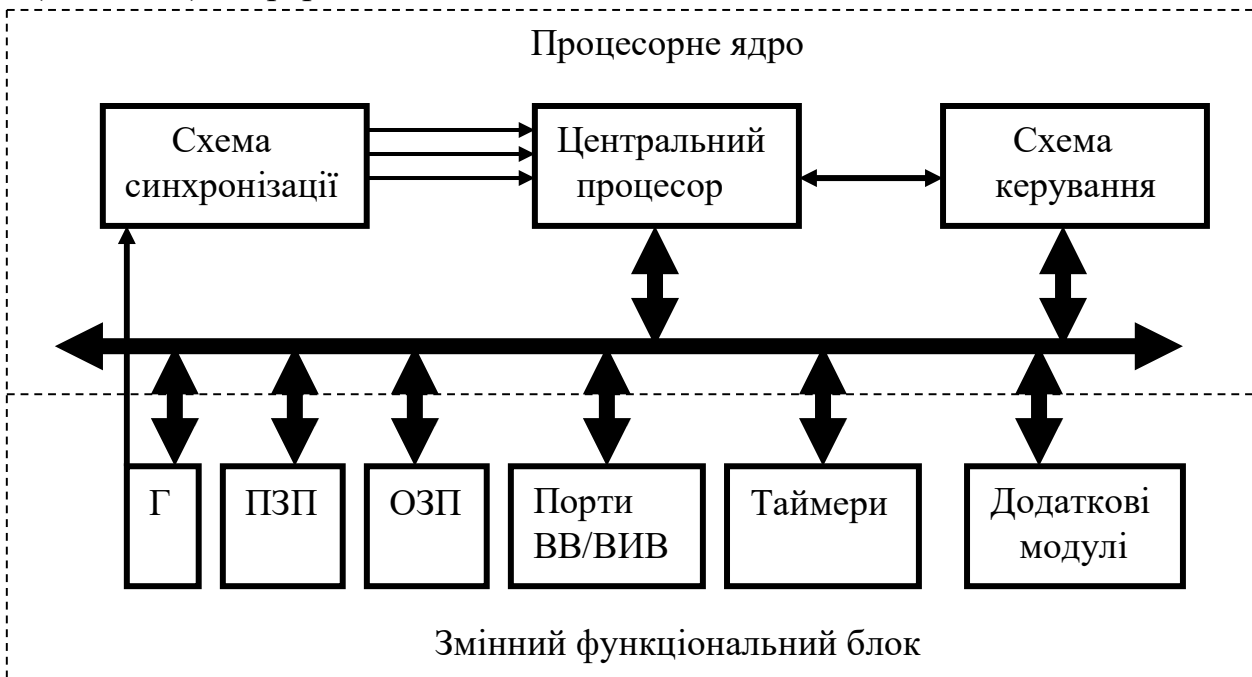 Процесорне ядро
Схема
синхронізації
Центральний
процесор
Схема
керування
Г
ПЗП
ОЗП
Порти
ВВ/ВИВ
Таймери
Додаткові
модулі
Змінний функціональний блок